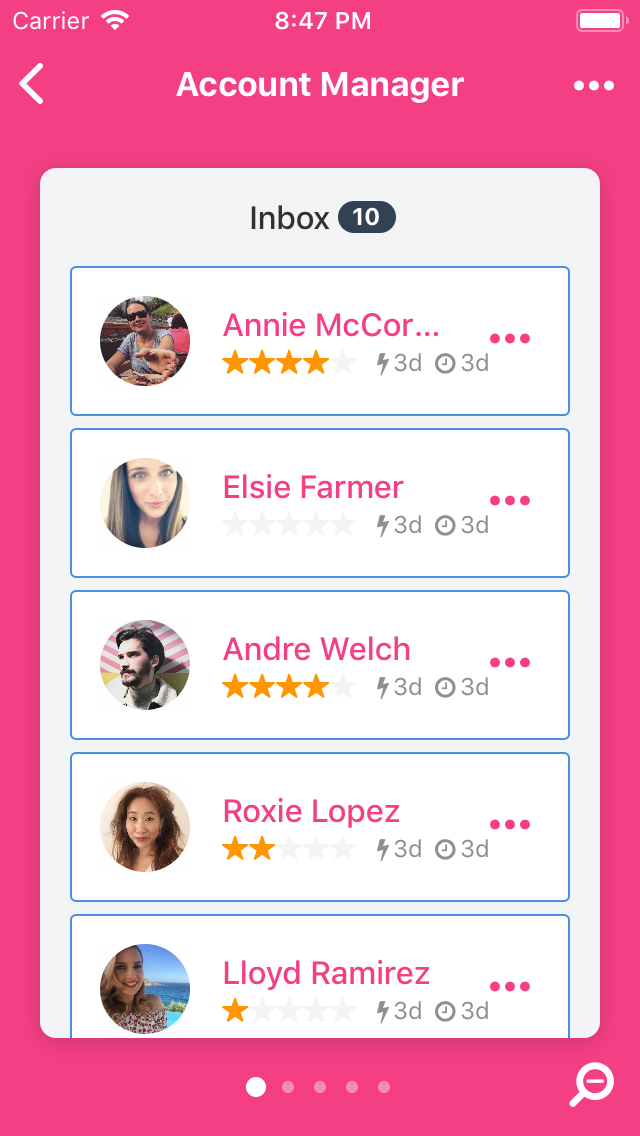 Carrier 8:47 PM
Account Manager
Inbox 10
Annie McCor...
3d 3d
Elsie Farmer
3d 3d
Andre Welch
3d 3d
Roxie Lopez
3d 3d
Lloyd Ramirez
3d 3d